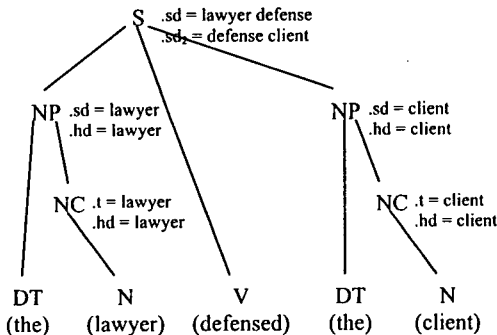 S .sd = lawyer defense
.sd2 = defense client
NP .sd = lawyer
.hd = lawyer
NP .sd = client
.hd = client
NC .t = lawyer
.hd = lawyer
NC .t = client
.hd = client
DT N V DT N
(the) (lawyer) (defensed) (the) (client)